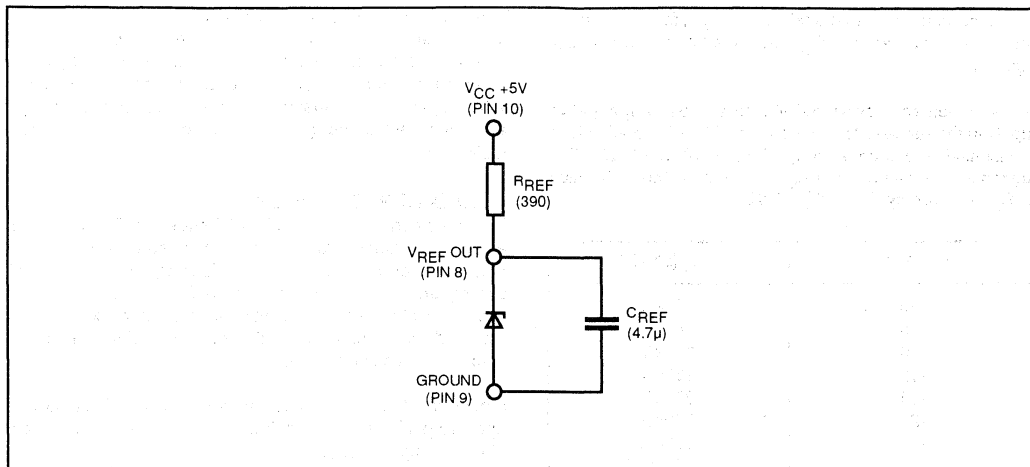 VCC +5V
(PIN 10)
RREF
(390)
VREF OUT
(PIN 8)
CREF
(4.7µ)
GROUND
(PIN 9)